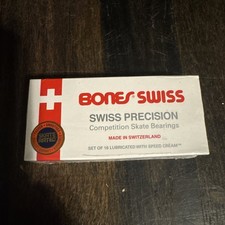 BONES SWISS
SWISS PRECISION
Competition Skate Bearings
MADE IN SWITZERLAND
SET OF 16 LUBRICATED WITH SPEED CREAM™